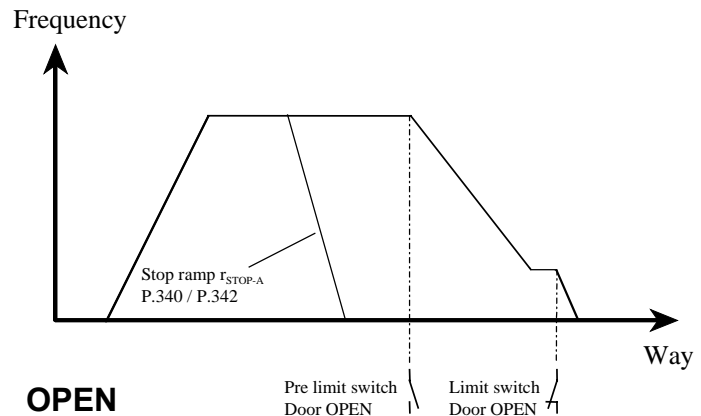 Frequency
Stop ramp rSTOP-A
P.340 / P.342
Way
OPEN
Pre limit switch
Door OPEN
Limit switch
Door OPEN